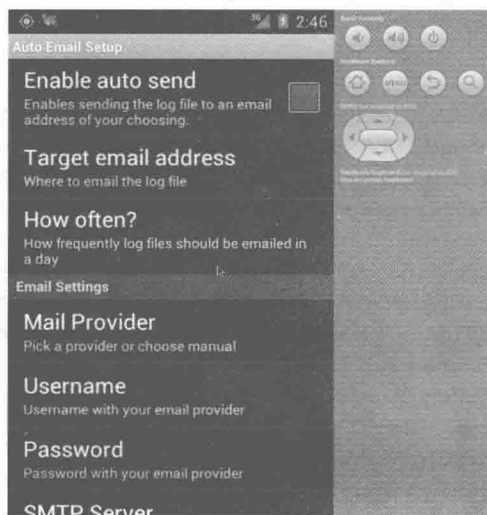 3G 2:46
Auto Email Setup
Enable auto send
Enables sending the log file to an email
address of your choosing.
Target email address
Where to email the log file
How often?
How frequently log files should be emailed in
a day
Email Settings
Mail Provider
Pick a provider or choose manual
Username
Username with your email provider
Password
Password with your email provider
SMTP Server
MENU